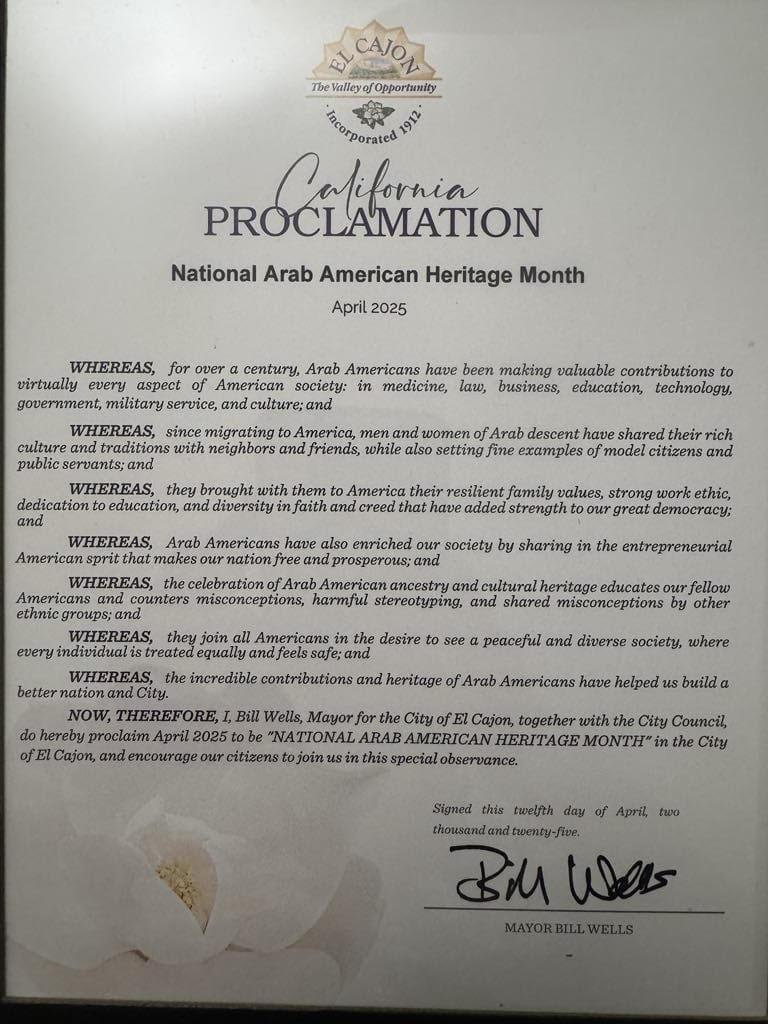 EL CAJON
The Valley of Opportunity
· Incorporated 1912 ·
California
PROCLAMATION
National Arab American Heritage Month
April 2025
WHEREAS, for over a century, Arab Americans have been making valuable contributions to
virtually every aspect of American society: in medicine, law, business, education, technology,
government, military service, and culture; and
WHEREAS, since migrating to America, men and women of Arab descent have shared their rich
culture and traditions with neighbors and friends, while also setting fine examples of model citizens and
public servants; and
WHEREAS, they brought with them to America their resilient family values, strong work ethic,
dedication to education, and diversity in faith and creed that have added strength to our great democracy;
and
WHEREAS, Arab Americans have also enriched our society by sharing in the entrepreneurial
American sprit that makes our nation free and prosperous; and
WHEREAS, the celebration of Arab American ancestry and cultural heritage educates our fellow
Americans and counters misconceptions, harmful stereotyping, and shared misconceptions by other
ethnic groups; and
WHEREAS, they join all Americans in the desire to see a peaceful and diverse society, where
every individual is treated equally and feels safe; and
WHEREAS, the incredible contributions and heritage of Arab Americans have helped us build a
better nation and City.
NOW, THEREFORE, I, Bill Wells, Mayor for the City of El Cajon, together with the City Council,
do hereby proclaim April 2025 to be "NATIONAL ARAB AMERICAN HERITAGE MONTH" in the City
of El Cajon, and encourage our citizens to join us in this special observance.
Signed this twelfth day of April, two
thousand and twenty-five.
Bill Wells
MAYOR BILL WELLS